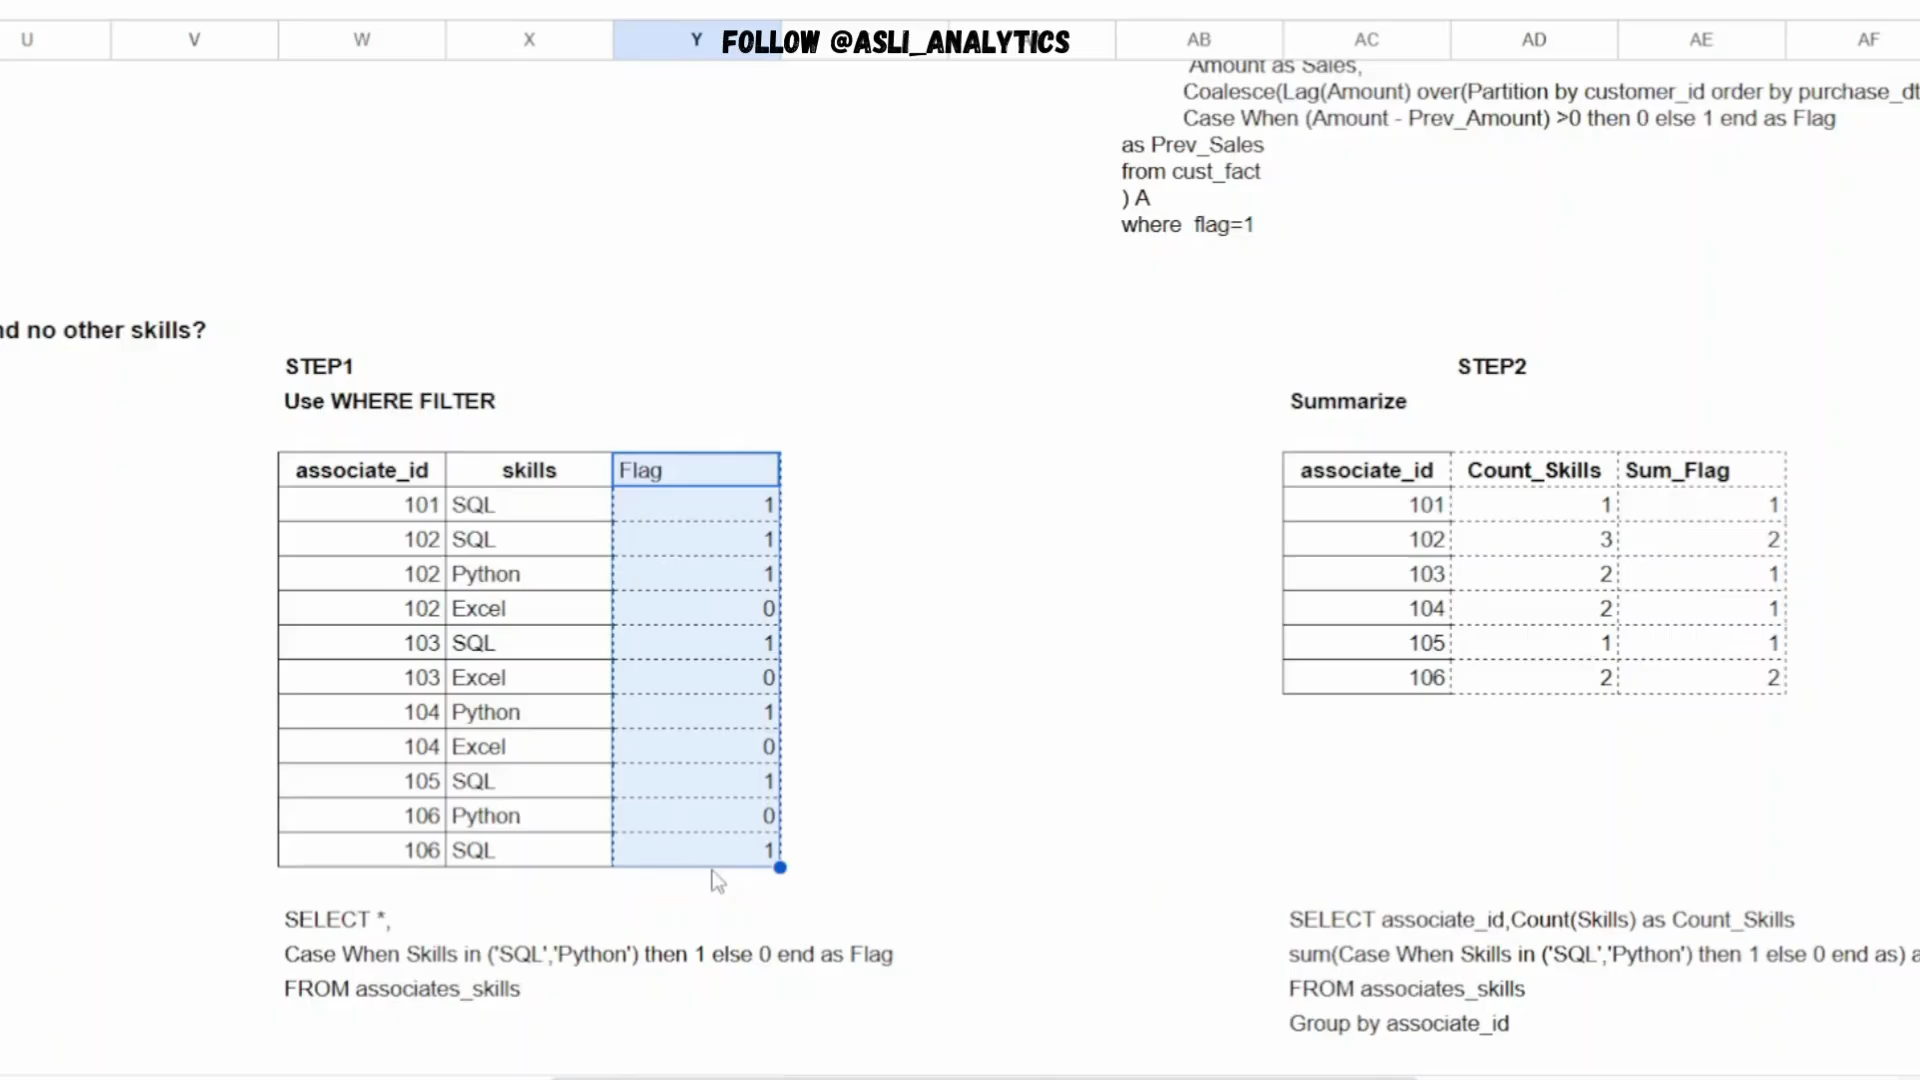 U V W X Y AB AC AD AE AF
FOLLOW @ASLI_ANALYTICS
Amount as Sales,
Coalesce(Lag(Amount) over(Partition by customer_id order by purchase_dt
Case When (Amount - Prev_Amount) >0 then 0 else 1 end as Flag
as Prev_Sales
from cust_fact
) A
where flag=1
nd no other skills?
STEP1
Use WHERE FILTER
associate_id skills Flag
101 SQL 1
102 SQL 1
102 Python 1
102 Excel 0
103 SQL 1
103 Excel 0
104 Python 1
104 Excel 0
105 SQL 1
106 Python 0
106 SQL 1
SELECT *,
Case When Skills in ('SQL','Python') then 1 else 0 end as Flag
FROM associates_skills
STEP2
Summarize
associate_id Count_Skills Sum_Flag
101 1 1
102 3 2
103 2 1
104 2 1
105 1 1
106 2 2
SELECT associate_id,Count(Skills) as Count_Skills
sum(Case When Skills in ('SQL','Python') then 1 else 0 end as) a
FROM associates_skills
Group by associate_id